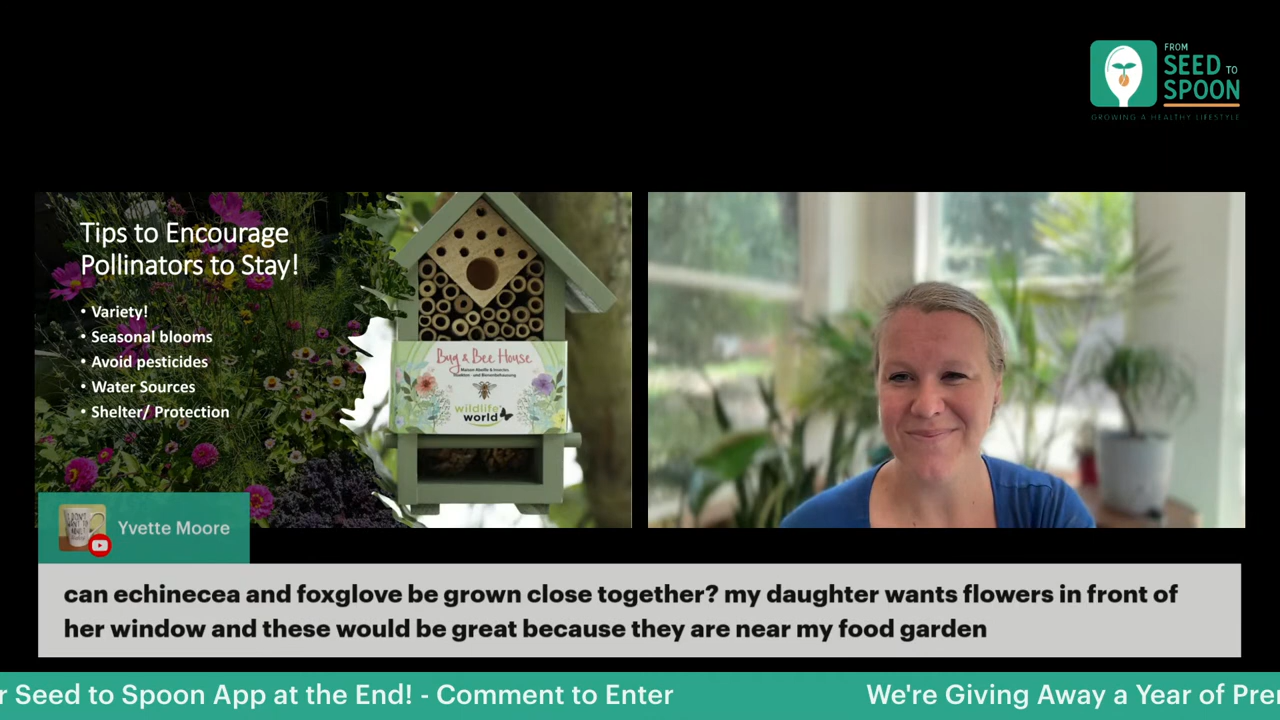 FROM
SEED TO
SPOON
GROWING A HEALTHY LIFESTYLE
Tips to Encourage
Pollinators to Stay!
• Variety!
• Seasonal blooms
• Avoid pesticides
• Water Sources
• Shelter/ Protection
Bug & Bee House
wildlife
world
Yvette Moore
can echinecea and foxglove be grown close together? my daughter wants flowers in front of
her window and these would be great because they are near my food garden
r Seed to Spoon App at the End! - Comment to Enter
We're Giving Away a Year of Prer